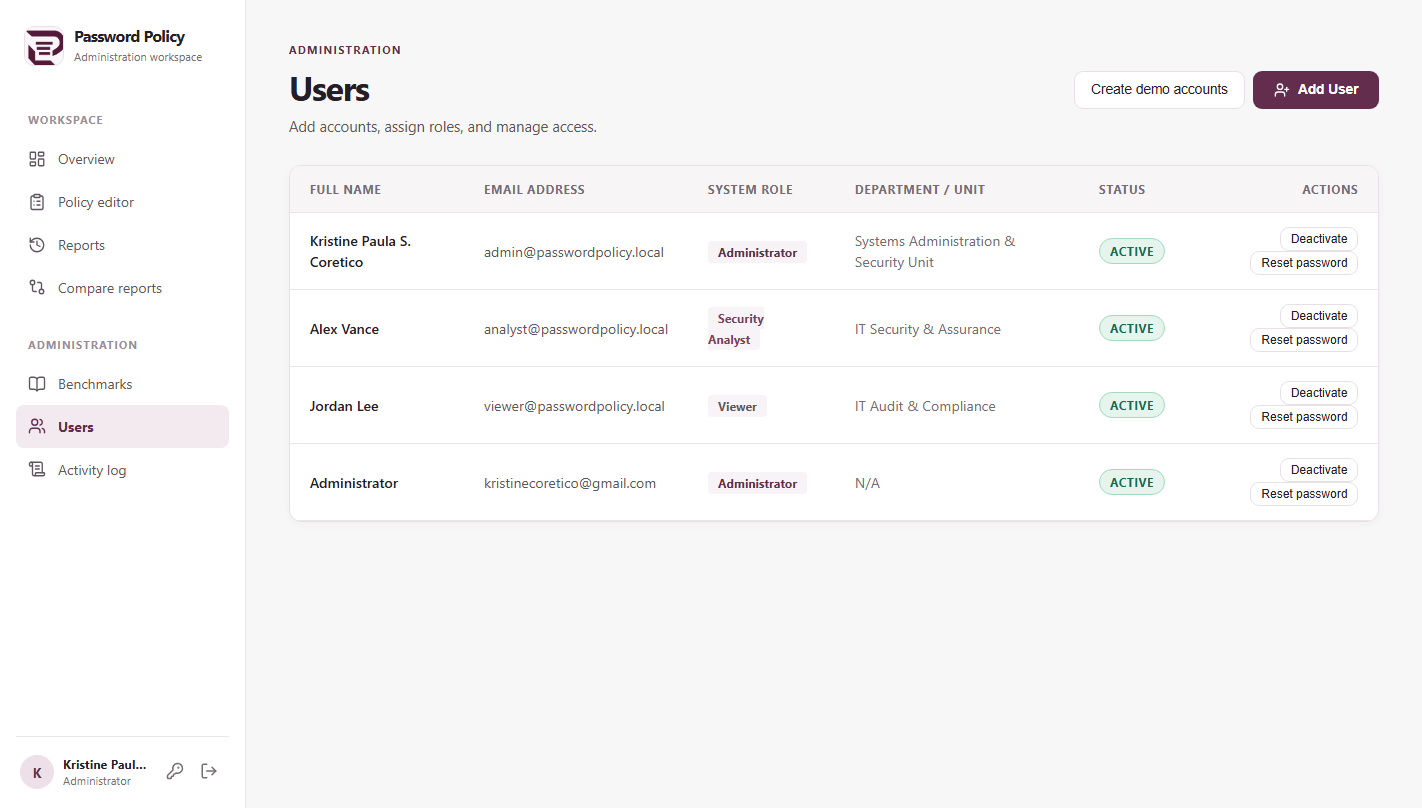 Password Policy
Administration workspace
WORKSPACE
Overview
Policy editor
Reports
Compare reports
ADMINISTRATION
Benchmarks
Users
Activity log
K
Kristine Paul...
Administrator
ADMINISTRATION
Users
Add accounts, assign roles, and manage access.
Create demo accounts
Add User
FULL NAME EMAIL ADDRESS SYSTEM ROLE DEPARTMENT / UNIT STATUS ACTIONS
Kristine Paula S.
Coretico
admin@passwordpolicy.local
Administrator
Systems Administration &
Security Unit
ACTIVE
Deactivate
Reset password
Alex Vance
analyst@passwordpolicy.local
Security
Analyst
IT Security & Assurance
ACTIVE
Deactivate
Reset password
Jordan Lee
viewer@passwordpolicy.local
Viewer
IT Audit & Compliance
ACTIVE
Deactivate
Reset password
Administrator
kristinecoretico@gmail.com
Administrator
N/A
ACTIVE
Deactivate
Reset password